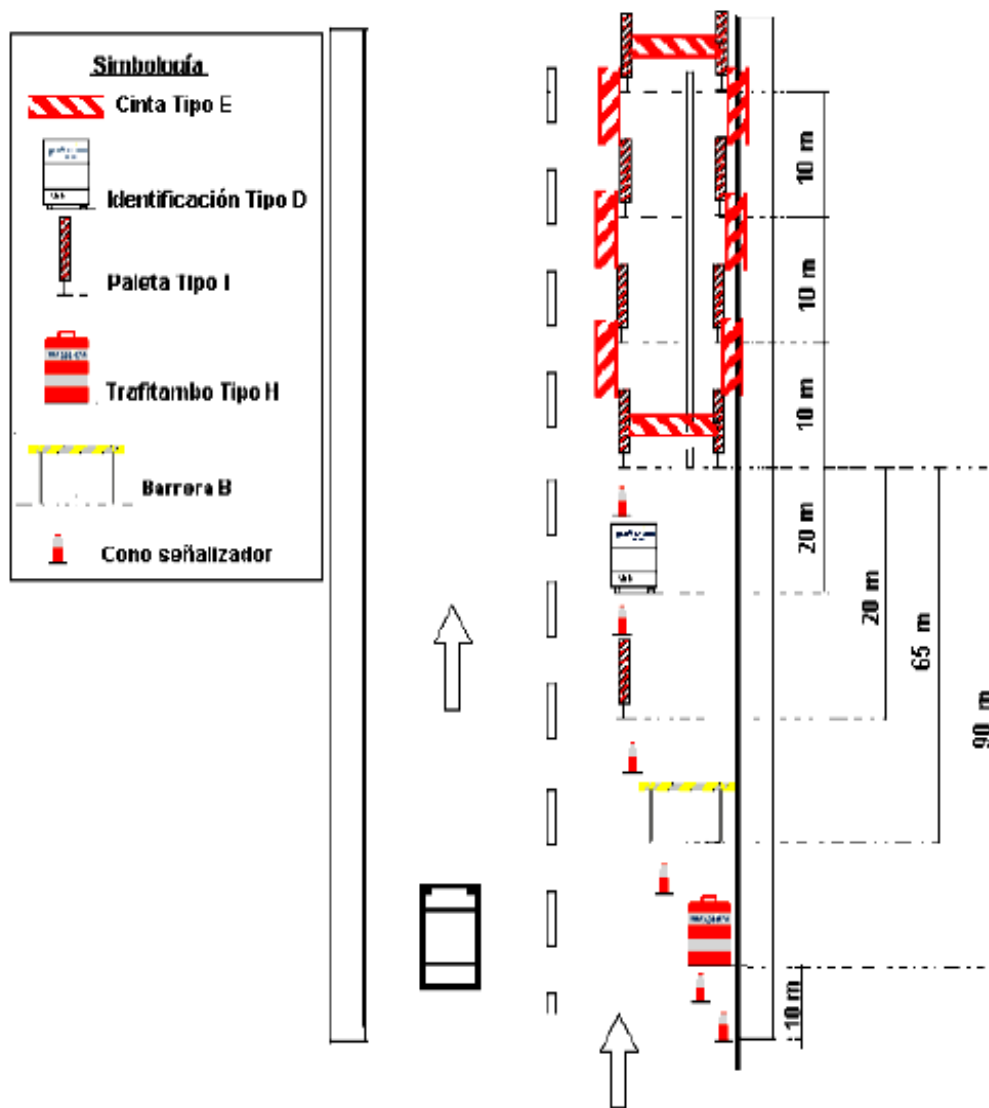 Simbología
Cinta Tipo E
Identificación Tipo D
Paleta Tipo I
Trafitambo Tipo H
Barrera B
Cono señalizador
10 m
10 m
10 m
20 m
20 m
65 m
90 m
10 m